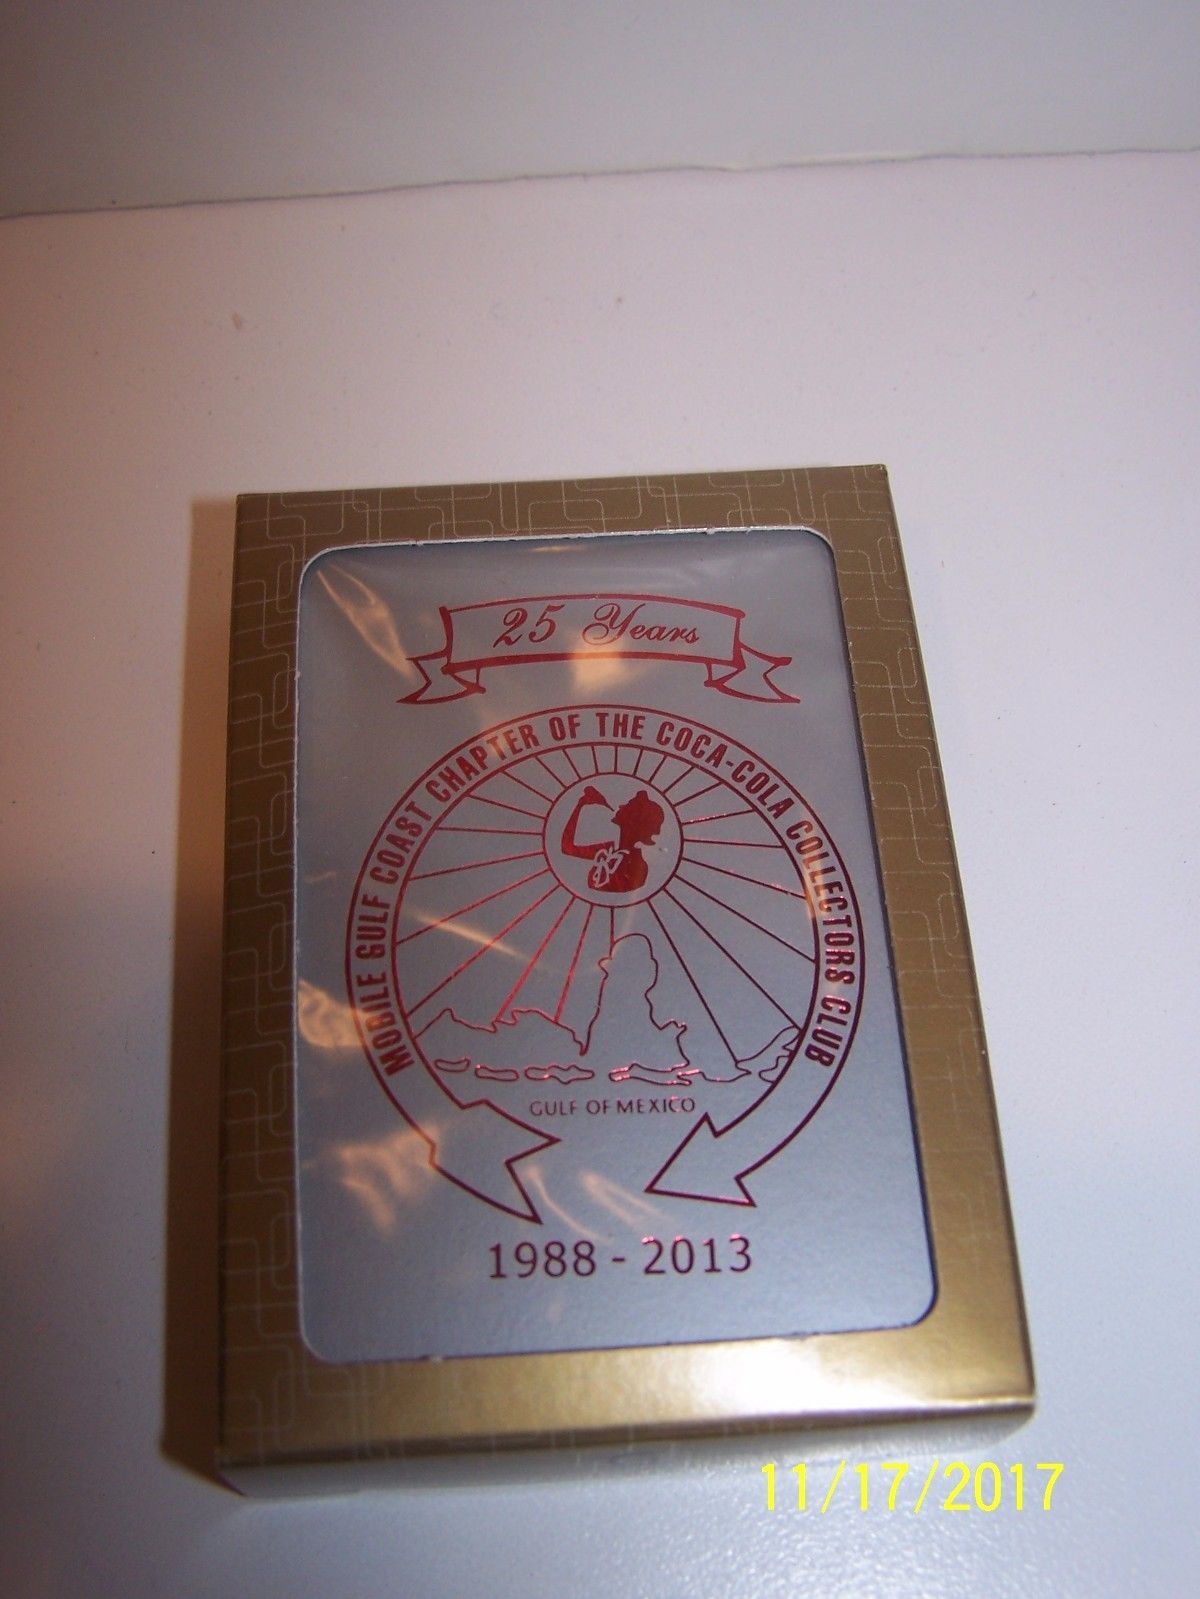 25 Years
MOBILE GULF COAST CHAPTER OF THE COCA-COLA COLLECTORS CLUB
GULF OF MEXICO
1988 - 2013
11/17/2017